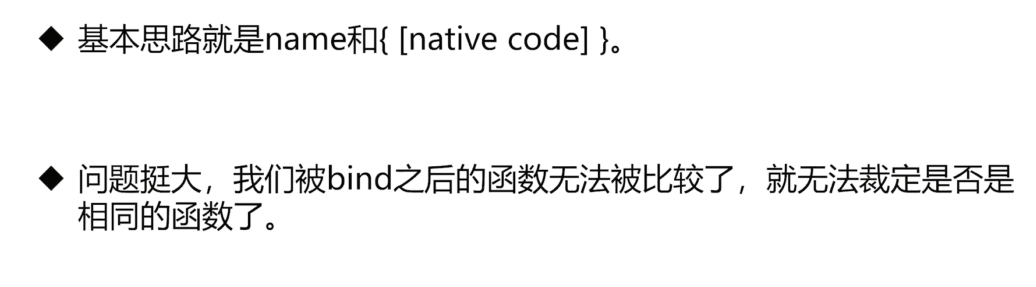 ◆ 基本思路就是name和{ [native code] }。
◆ 问题挺大，我们被bind之后的函数无法被比较了，就无法裁定是否是
相同的函数了。